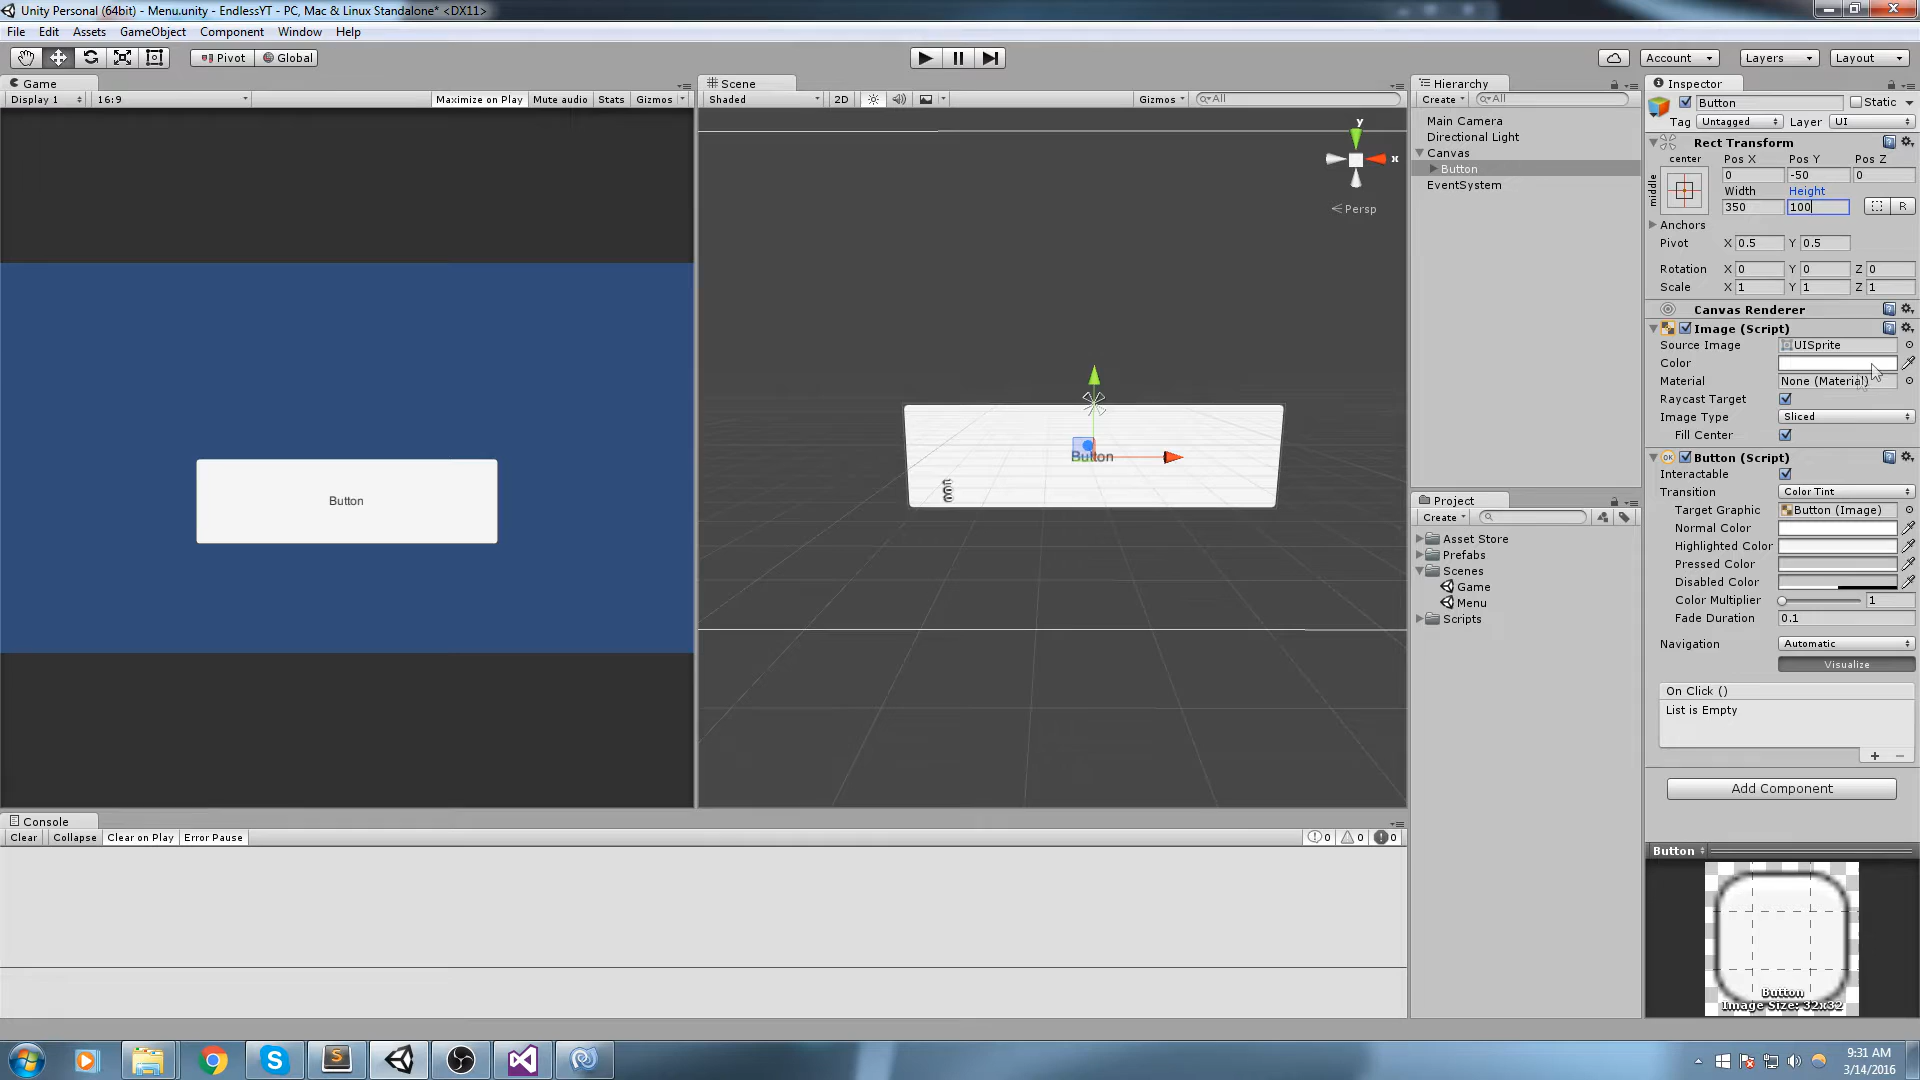 Unity Personal (64bit) - Menu.unity - EndlessYT - PC, Mac & Linux Standalone* <DX11>
File Edit Assets GameObject Component Window Help
Pivot Global Account Layers Layout
Game
Display 1 16:9 Maximize on Play Mute audio Stats Gizmos
Button
Scene
Shaded 2D Gizmos All
y
x
Persp
Button
Hierarchy
Create All
Main Camera
Directional Light
Canvas
Button
EventSystem
Project
Create
Asset Store
Prefabs
Scenes
Game
Menu
Scripts
Inspector
Button Static
Tag Untagged Layer UI
Rect Transform
center Pos X Pos Y Pos Z
middle 0 -50 0
Width Height
350 100 R
Anchors
Pivot X 0.5 Y 0.5
Rotation X 0 Y 0 Z 0
Scale X 1 Y 1 Z 1
Canvas Renderer
Image (Script)
Source Image UISprite
Color
Material None (Material)
Raycast Target
Image Type Sliced
Fill Center
OK Button (Script)
Interactable
Transition Color Tint
Target Graphic Button (Image)
Normal Color
Highlighted Color
Pressed Color
Disabled Color
Color Multiplier 1
Fade Duration 0.1
Navigation Automatic
Visualize
On Click ()
List is Empty
+ −
Add Component
Button
Button
Image Size: 32x32
Console
Clear Collapse Clear on Play Error Pause 0 0 0
9:31 AM
3/14/2016